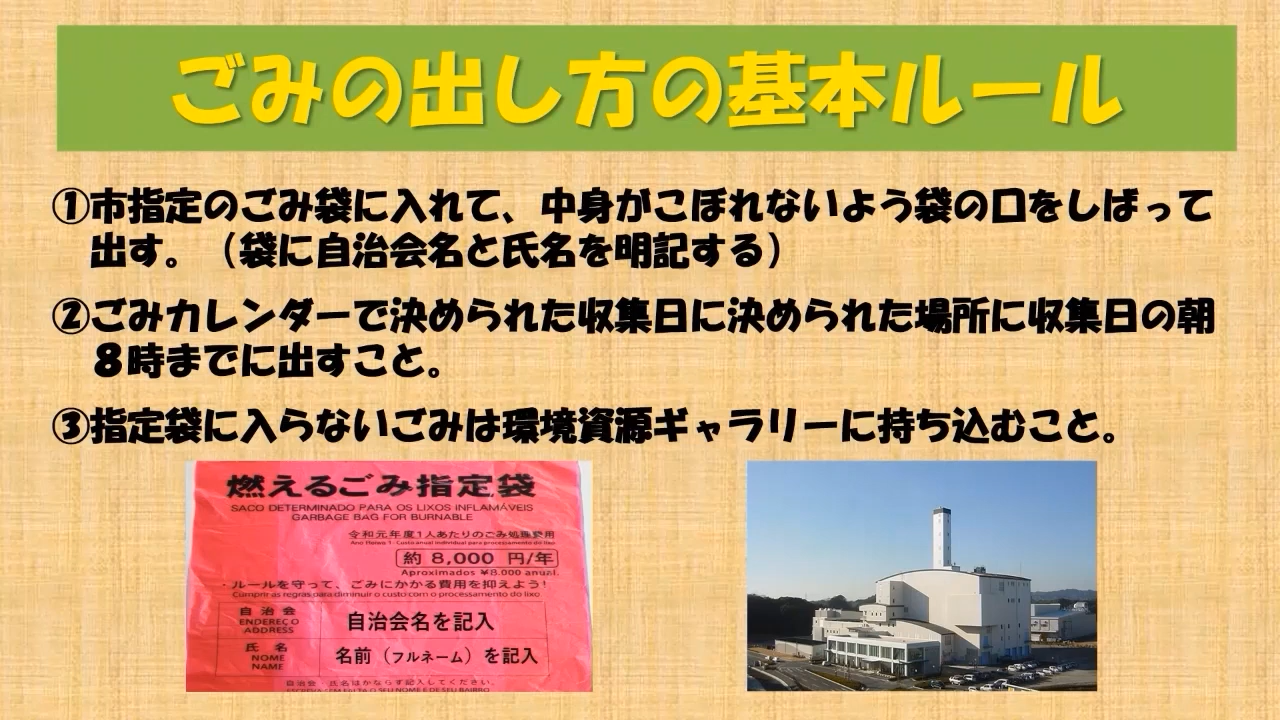 ごみの出し方の基本ルール
①市指定のごみ袋に入れて、中身がこぼれないよう袋の口をしばって
出す。（袋に自治会名と氏名を明記する）
②ごみカレンダーで決められた収集日に決められた場所に収集日の朝
８時までに出すこと。
③指定袋に入らないごみは環境資源ギャラリーに持ち込むこと。
燃えるごみ指定袋
SACO DETERMINADO PARA OS LIXOS INFLAMÁVEIS
GARBAGE BAG FOR BURNABLE
令和元年度1人あたりのごみ処理費用
Ano Heisei 1: Custo anual individual para processamento do lixo
約 8,000 円/年
Aproximados ¥8.000 anual.
・ルールを守って、ごみにかかる費用を抑えよう!
Cumprir as regras para diminuir o custo com o processamento do lixo
自治会
ENDEREÇO
ADDRESS
自治会名を記入
氏名
NOME
NAME
名前（フルネーム）を記入
自治会、氏名はかならず記入してください。